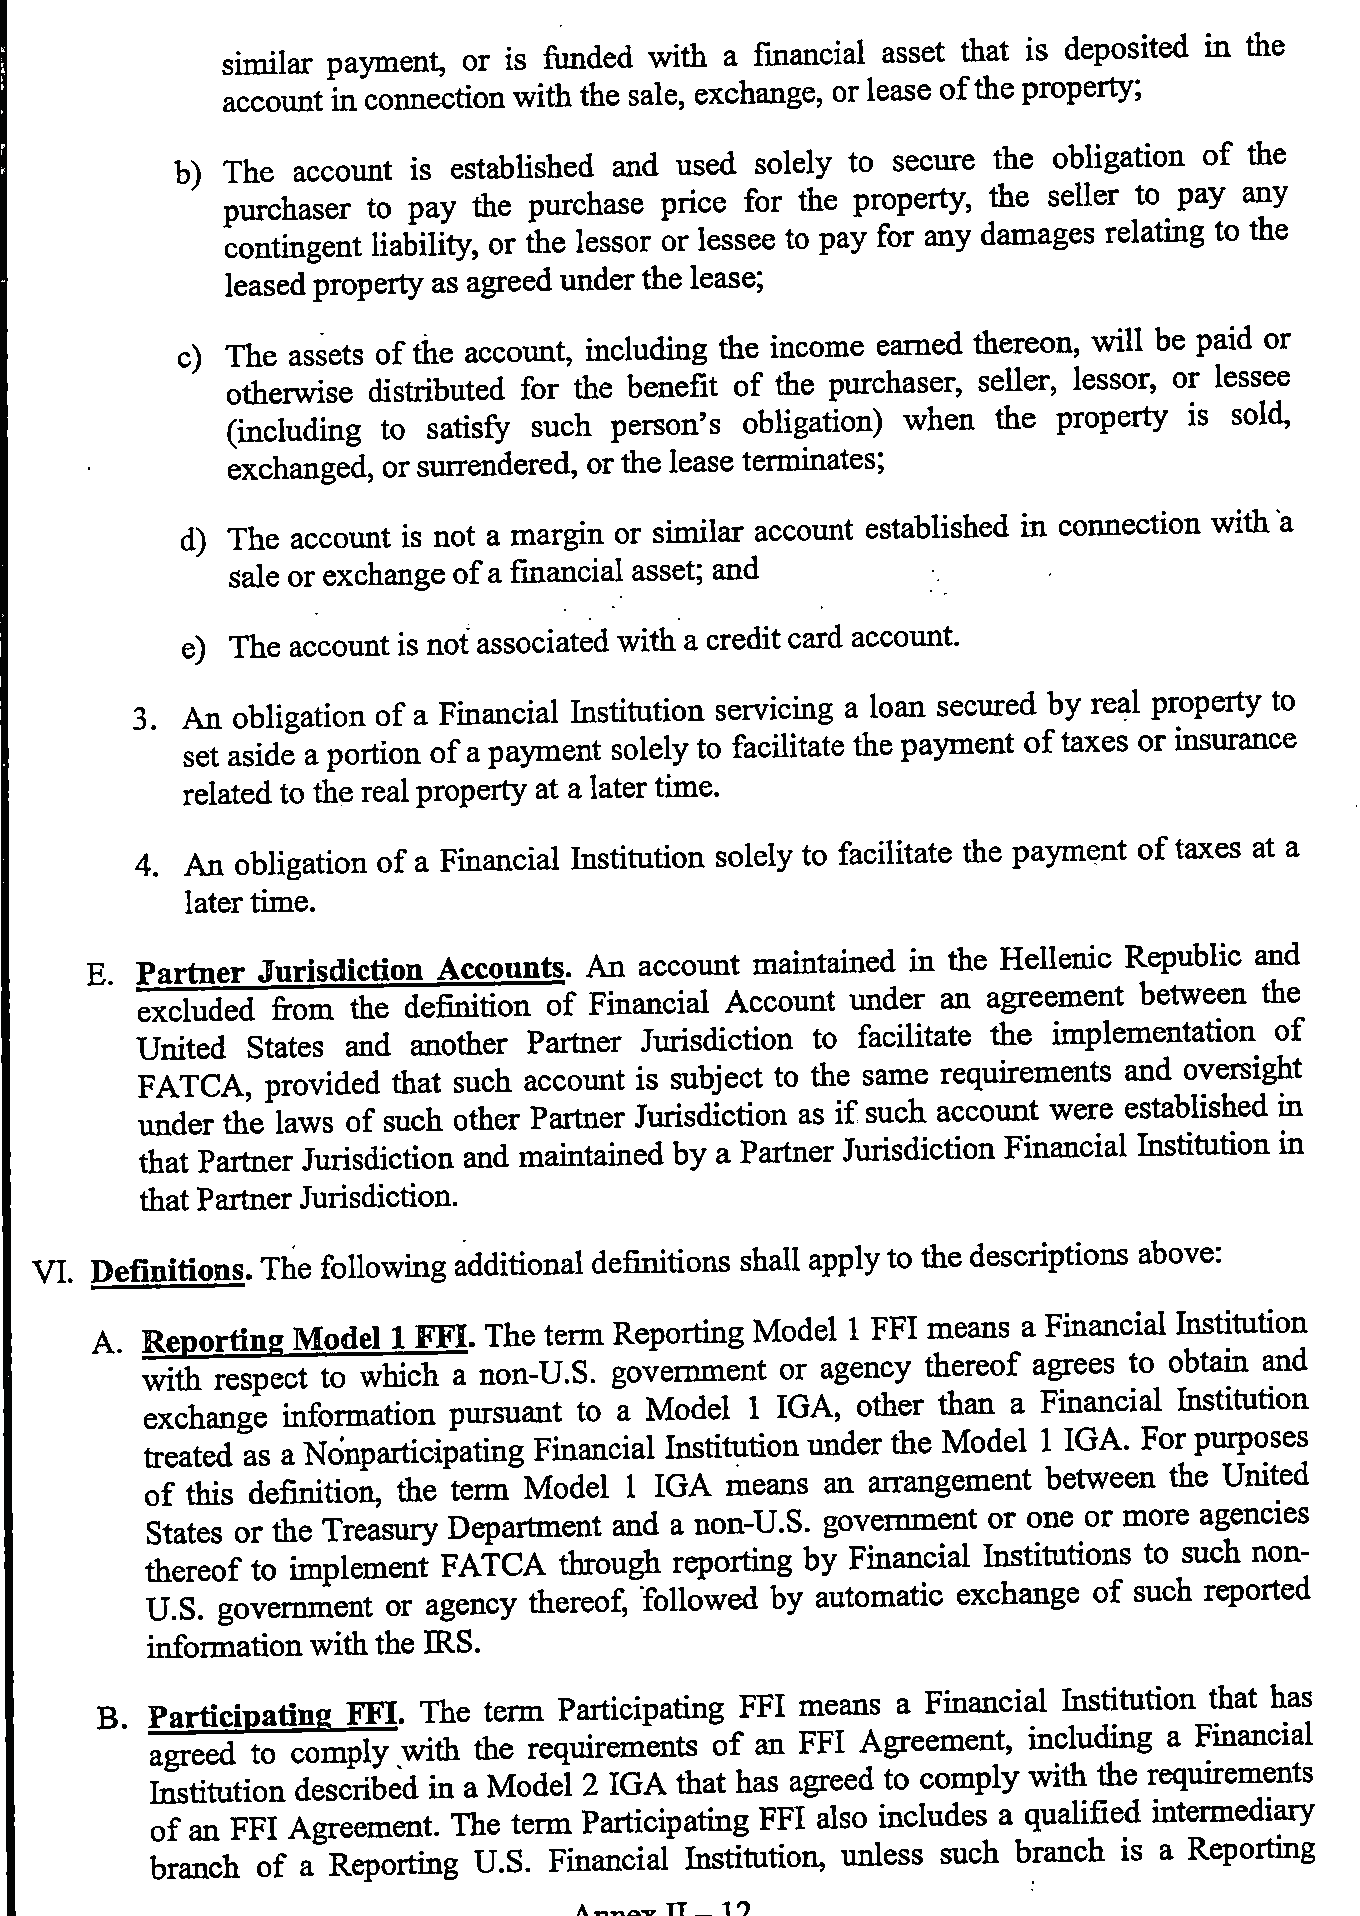 similar payment, or is funded with a financial asset that is deposited in the
account in connection with the sale, exchange, or lease of the property;
b) The account is established and used solely to secure the obligation of the
purchaser to pay the purchase price for the property, the seller to pay any
contingent liability, or the lessor or lessee to pay for any damages relating to the
leased property as agreed under the lease;
c) The assets of the account, including the income earned thereon, will be paid or
otherwise distributed for the benefit of the purchaser, seller, lessor, or lessee
(including to satisfy such person's obligation) when the property is sold,
exchanged, or surrendered, or the lease terminates;
d) The account is not a margin or similar account established in connection with a
sale or exchange of a financial asset; and
e) The account is not associated with a credit card account.
3. An obligation of a Financial Institution servicing a loan secured by real property to
set aside a portion of a payment solely to facilitate the payment of taxes or insurance
related to the real property at a later time.
4. An obligation of a Financial Institution solely to facilitate the payment of taxes at a
later time.
E. Partner Jurisdiction Accounts. An account maintained in the Hellenic Republic and
excluded from the definition of Financial Account under an agreement between the
United States and another Partner Jurisdiction to facilitate the implementation of
FATCA, provided that such account is subject to the same requirements and oversight
under the laws of such other Partner Jurisdiction as if such account were established in
that Partner Jurisdiction and maintained by a Partner Jurisdiction Financial Institution in
that Partner Jurisdiction.
VI. Definitions. The following additional definitions shall apply to the descriptions above:
A. Reporting Model 1 FFI. The term Reporting Model 1 FFI means a Financial Institution
with respect to which a non-U.S. government or agency thereof agrees to obtain and
exchange information pursuant to a Model 1 IGA, other than a Financial Institution
treated as a Nonparticipating Financial Institution under the Model 1 IGA. For purposes
of this definition, the term Model 1 IGA means an arrangement between the United
States or the Treasury Department and a non-U.S. government or one or more agencies
thereof to implement FATCA through reporting by Financial Institutions to such non-
U.S. government or agency thereof, followed by automatic exchange of such reported
information with the IRS.
B. Participating FFI. The term Participating FFI means a Financial Institution that has
agreed to comply with the requirements of an FFI Agreement, including a Financial
Institution described in a Model 2 IGA that has agreed to comply with the requirements
of an FFI Agreement. The term Participating FFI also includes a qualified intermediary
branch of a Reporting U.S. Financial Institution, unless such branch is a Reporting
Annex II – 12